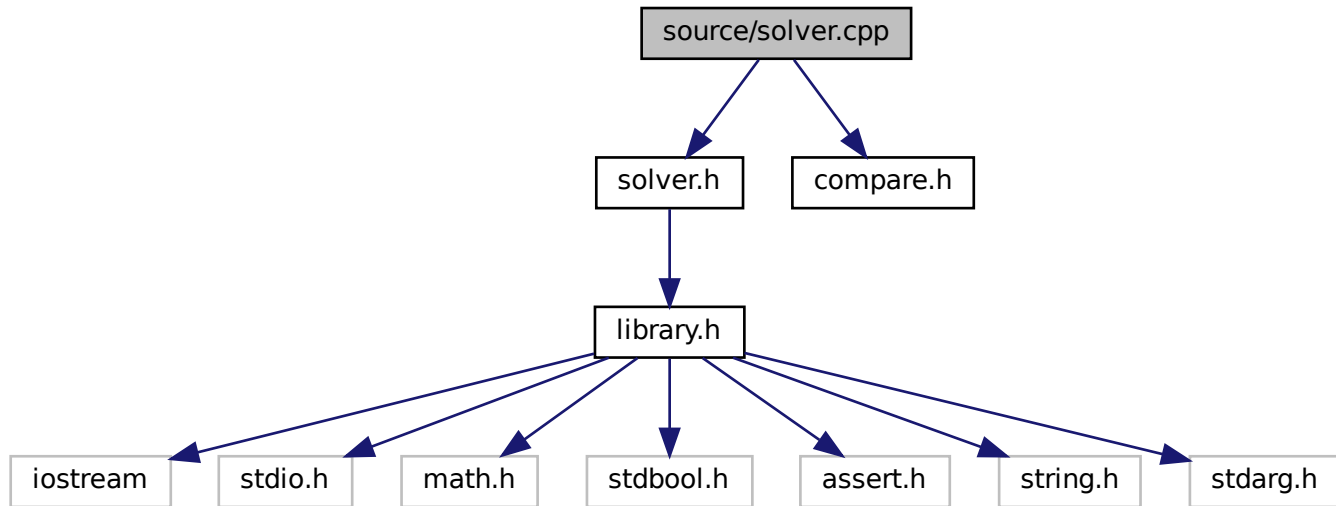 source/solver.cpp
solver.h
compare.h
library.h
iostream
stdio.h
math.h
stdbool.h
assert.h
string.h
stdarg.h